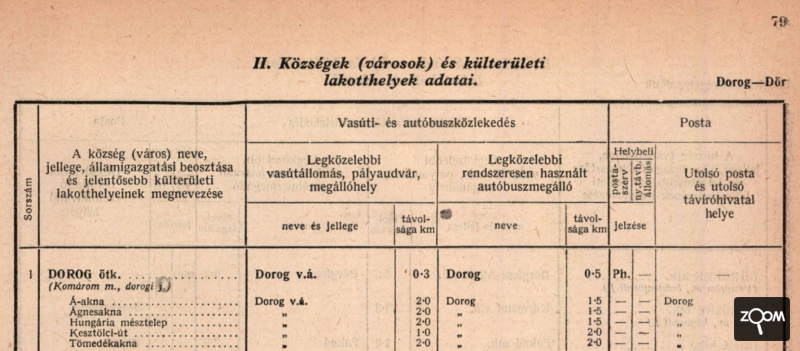 79
II. Községek (városok) és külterületi
lakotthelyek adatai.
Dorog—Dör
Sorszám
A község (város) neve,
jellege, államigazgatási beosztása
és jelentősebb külterületi
lakotthelyeinek megnevezése
Vasúti- és autóbuszközlekedés
Posta
Legközelebbi
vasútállomás, pályaudvar,
megállóhely
Legközelebbi
rendszeresen használt
autóbuszmegálló
Helybeli
posta-
szerv
ny. távb.
állomás
Utolsó posta
és utolsó
távíróhivatal
helye
neve és jellege
távol-
sága km
neve
távol-
sága km
jelzése
1 DOROG ötk. . . . . . . . . . . . . Dorog v.á. 0·3 Dorog 0·5 Ph. — —
(Komárom m., dorogi
Á-akna . . . . . . . . . . . . . . Dorog v.á. 2·0 Dorog 1·5 — — Dorog
Ágnesakna . . . . . . . . . . . . . „ 2·0 „ 1·5 — — „
Hungária mésztelep . . . . . . . . . „ 2·0 „ 1·5 — — „
Kesztölci-út . . . . . . . . . . . . „ 1·0 „ 1·0 — — „
Tömedékakna . . . . . . . . . . . . „ 2·0 „ 2·0 — — „
ZOOM